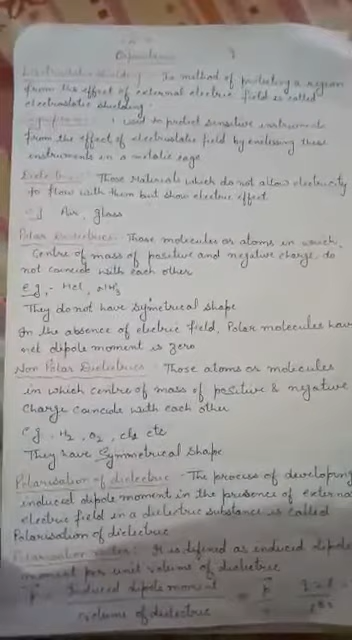 Electrostatic Shielding: The method of protecting a region
from the effect of external electric field is called
electrostatic shielding.
used to protect sensitive instruments
from the effect of electrostatic field by enclosing these
instruments in a metalic cage
Dielectric - Those materials which do not allow electricity
to flow with them but show electric effect
Eg Air, glass
Polar Dielectrics - Those molecules or atoms in which
Centre of mass of positive and negative charge do
not coincide with each other
Eg - HCl, NH3
They do not have symetrical shape
In the absence of electric field, Polar molecules have
net dipole moment is zero
Non Polar Dielectrics - Those atoms or molecules
in which centre of mass of positive & negative
Charge coincide with each other
Eg. H2, O2, Cl2 etc
They have Symmetrical shape
Polarisation of dielectric - The process of developing
induced dipole moment in the presence of external
electric field in a dielectric substance is called
Polarisation of dielectric
Polarisation vector: It is defined as induced dipole
moment per unit volume of dielectric
P = Induced dipole moment =
volume of dielectric